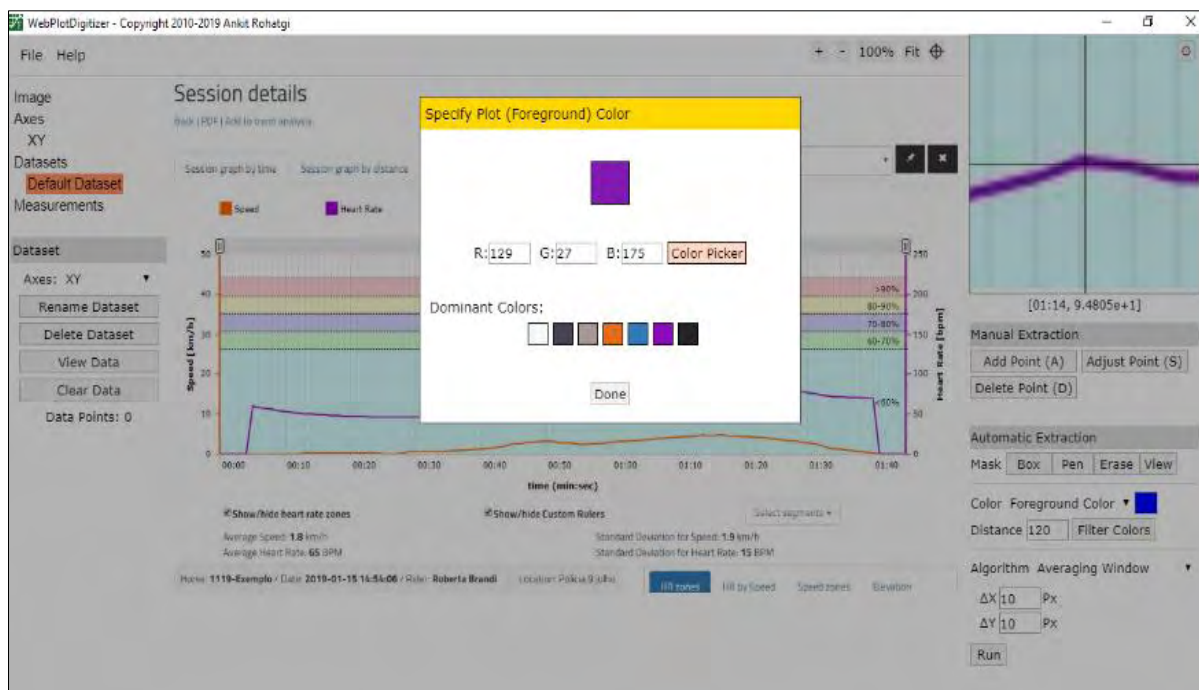 WebPlotDigitizer - Copyright 2010-2019 Ankit Rohatgi
File Help
+ - 100% Fit
Image
Axes
XY
Datasets
Default Dataset
Measurements
Dataset
Axes: XY
Rename Dataset
Delete Dataset
View Data
Clear Data
Data Points: 0
Session details
Back | PDF | Add to trend analysis
Session graph by time Session graph by distance
Speed Heart Rate
Specify Plot (Foreground) Color
R: 129 G: 27 B: 175 Color Picker
Dominant Colors:
Done
50 250
40 >90% 200
80-90%
30 70-80% 150
60-70%
20 100
10 <60% 50
0 0
Speed [km/h]
Heart Rate [bpm]
00:00 00:10 00:20 00:30 00:40 00:50 01:00 01:10 01:20 01:30 01:40
time (min:sec)
Show/hide heart rate zones Show/hide Custom Rulers Select segments
Average Speed: 1.8 km/h Standard Deviation for Speed: 1.9 km/h
Average Heart Rate: 65 BPM Standard Deviation for Heart Rate: 15 BPM
Horse: 1119-Exemplo / Date: 2019-01-15 14:54:06 / Rider: Roberta Brandi Location: Policia 9 julho
HR zones HR by Speed Speed zones Elevation
[01:14, 9.4805e+1]
Manual Extraction
Add Point (A) Adjust Point (S)
Delete Point (D)
Automatic Extraction
Mask Box Pen Erase View
Color Foreground Color
Distance 120 Filter Colors
Algorithm Averaging Window
ΔX 10 Px
ΔY 10 Px
Run